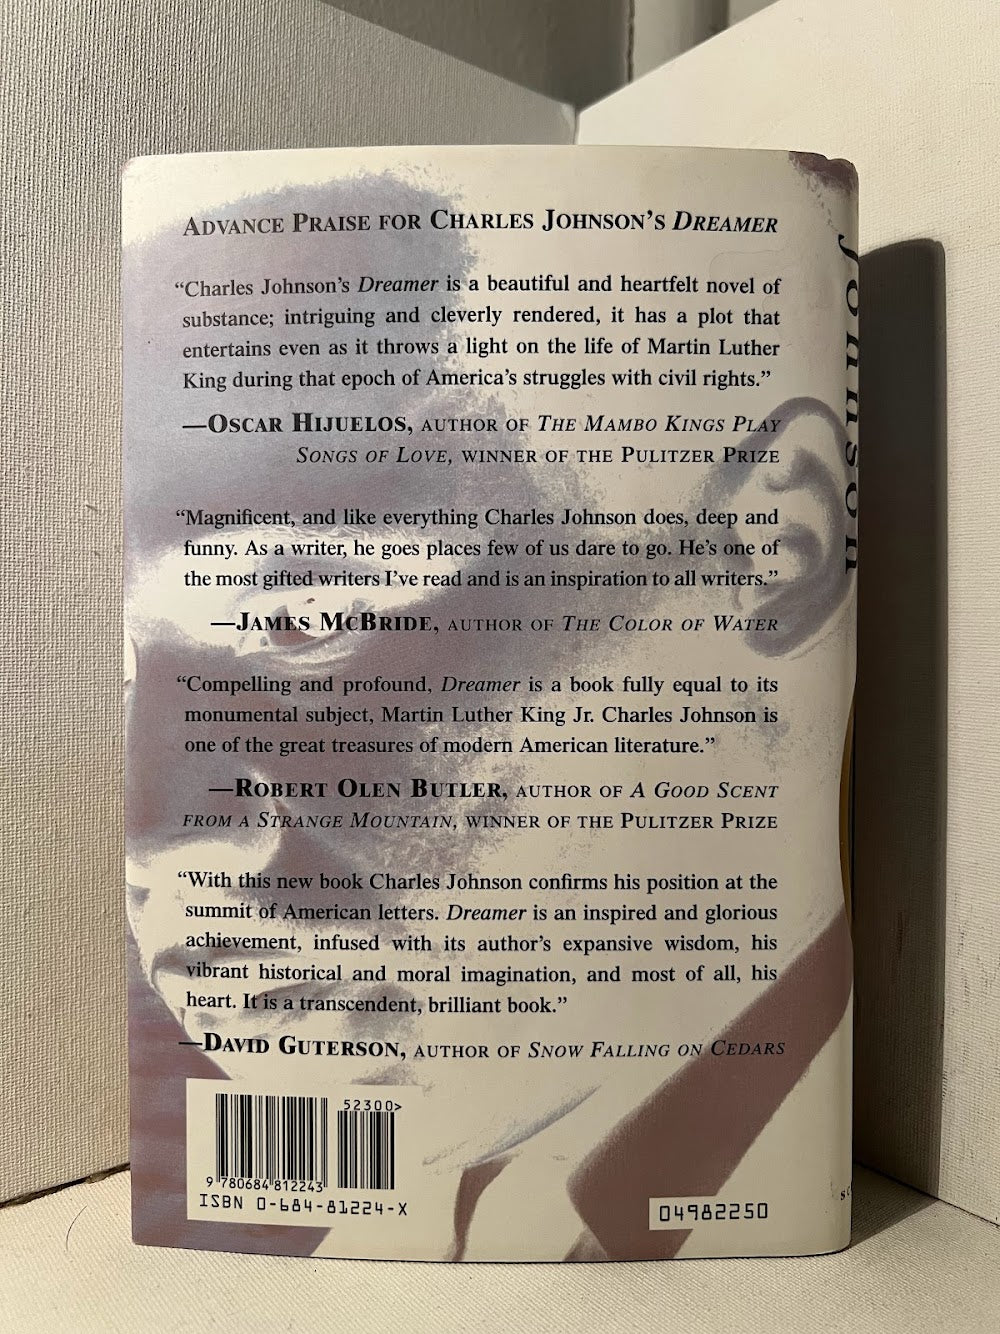 ADVANCE PRAISE FOR CHARLES JOHNSON'S DREAMER
“Charles Johnson's Dreamer is a beautiful and heartfelt novel of
substance; intriguing and cleverly rendered, it has a plot that
entertains even as it throws a light on the life of Martin Luther
King during that epoch of America's struggles with civil rights.”
—OSCAR HIJUELOS, AUTHOR OF THE MAMBO KINGS PLAY
SONGS OF LOVE, WINNER OF THE PULITZER PRIZE
“Magnificent, and like everything Charles Johnson does, deep and
funny. As a writer, he goes places few of us dare to go. He's one of
the most gifted writers I've read and is an inspiration to all writers.”
—JAMES MCBRIDE, AUTHOR OF THE COLOR OF WATER
“Compelling and profound, Dreamer is a book fully equal to its
monumental subject, Martin Luther King Jr. Charles Johnson is
one of the great treasures of modern American literature.”
—ROBERT OLEN BUTLER, AUTHOR OF A GOOD SCENT
FROM A STRANGE MOUNTAIN, WINNER OF THE PULITZER PRIZE
“With this new book Charles Johnson confirms his position at the
summit of American letters. Dreamer is an inspired and glorious
achievement, infused with its author's expansive wisdom, his
vibrant historical and moral imagination, and most of all, his
heart. It is a transcendent, brilliant book.”
—DAVID GUTERSON, AUTHOR OF SNOW FALLING ON CEDARS
52300>
9 780684 812243
ISBN 0-684-81224-X
04982250
Johnson